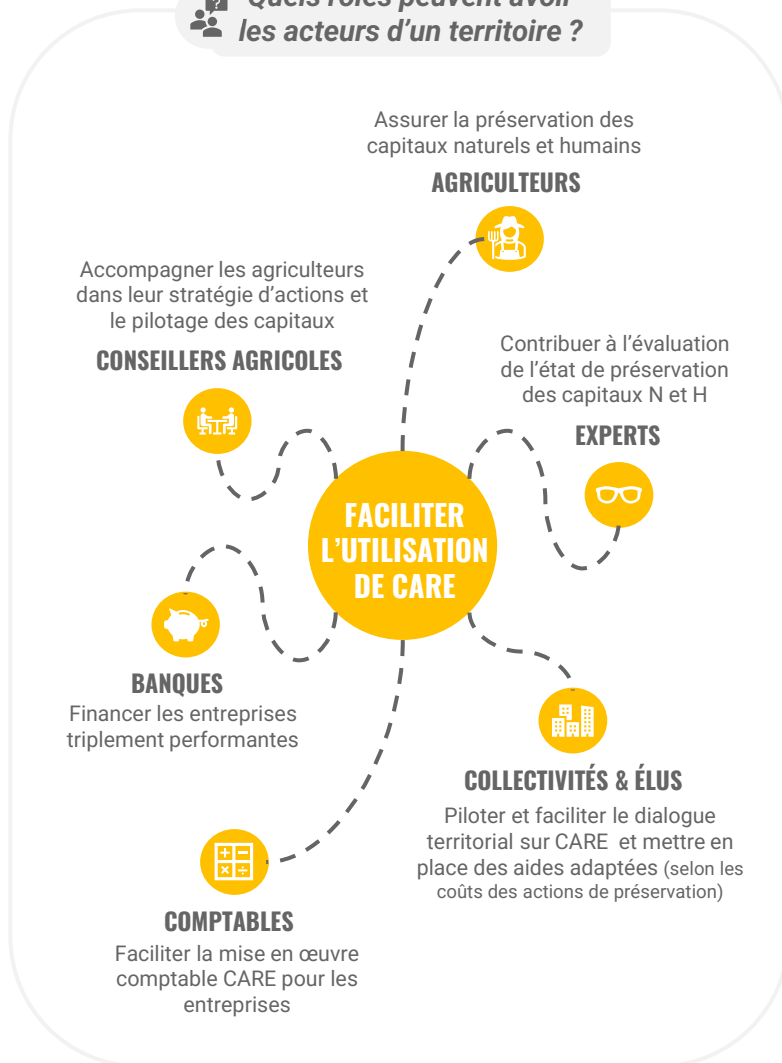 Quels rôles peuvent avoir
les acteurs d'un territoire ?
Assurer la préservation des
capitaux naturels et humains
AGRICULTEURS
Accompagner les agriculteurs
dans leur stratégie d'actions et
le pilotage des capitaux
CONSEILLERS AGRICOLES
Contribuer à l'évaluation
de l'état de préservation
des capitaux N et H
EXPERTS
FACILITER
L'UTILISATION
DE CARE
BANQUES
Financer les entreprises
triplement performantes
COLLECTIVITÉS & ÉLUS
Piloter et faciliter le dialogue
territorial sur CARE et mettre en
place des aides adaptées (selon les
coûts des actions de préservation)
COMPTABLES
Faciliter la mise en œuvre
comptable CARE pour les
entreprises